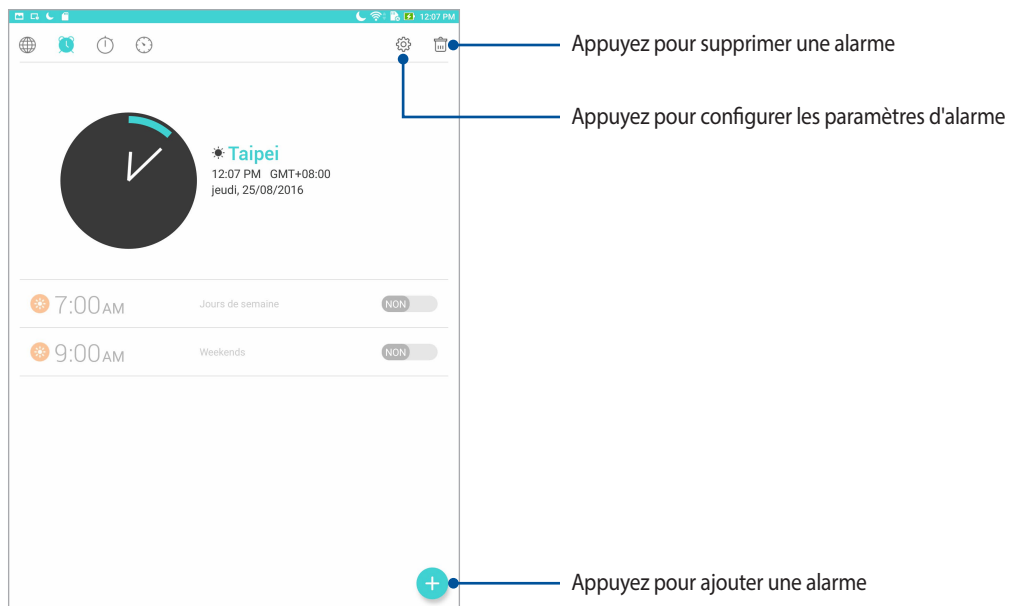 12:07 PM
Appuyez pour supprimer une alarme
Appuyez pour configurer les paramètres d'alarme
Taipei
12:07 PM GMT+08:00
jeudi, 25/08/2016
7:00AM Jours de semaine NON
9:00AM Weekends NON
Appuyez pour ajouter une alarme